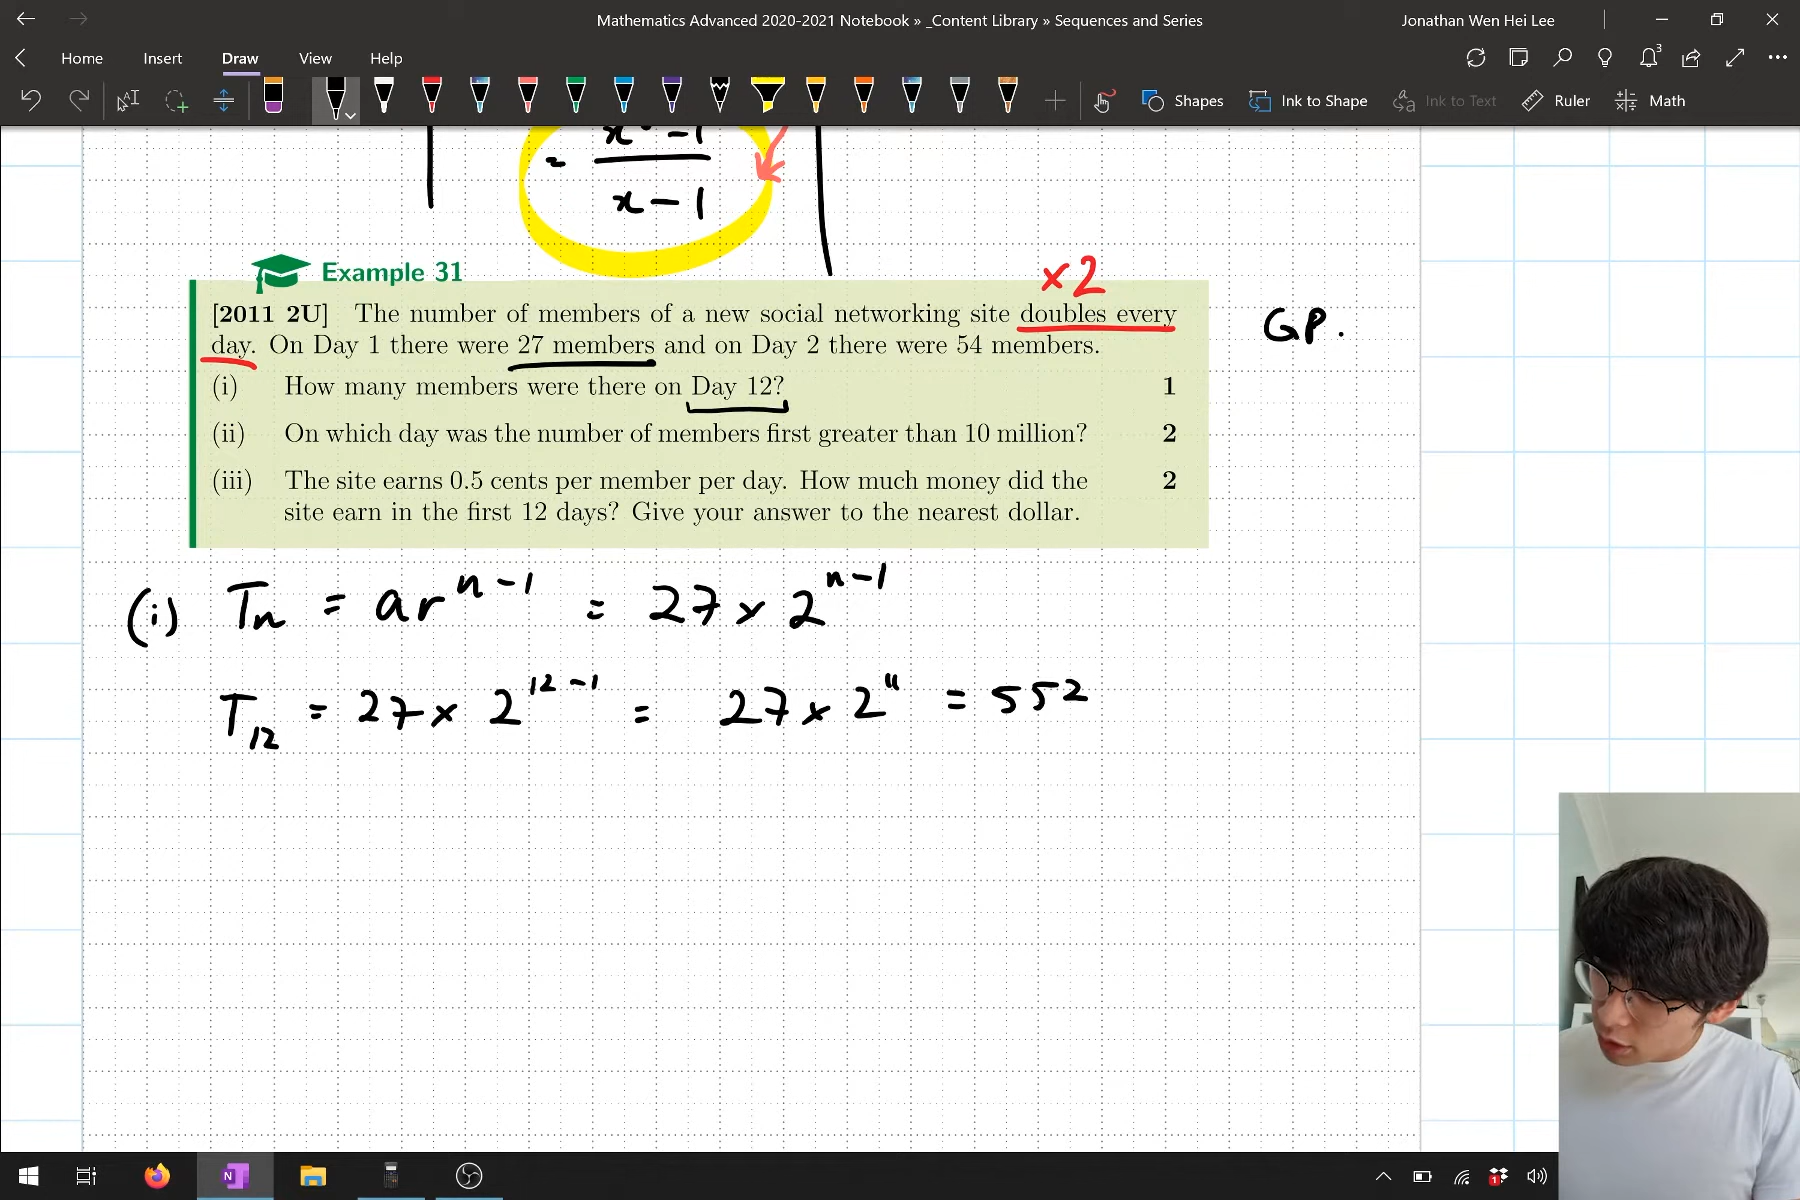 Mathematics Advanced 2020-2021 Notebook » _Content Library » Sequences and Series
Jonathan Wen Hei Lee
Home Insert Draw View Help
3
Shapes Ink to Shape Ink to Text Ruler Math
= x - 1
x - 1
Example 31
×2
[2011 2U] The number of members of a new social networking site doubles every
day. On Day 1 there were 27 members and on Day 2 there were 54 members.
GP.
(i) How many members were there on Day 12? 1
(ii) On which day was the number of members first greater than 10 million? 2
(iii) The site earns 0.5 cents per member per day. How much money did the 2
site earn in the first 12 days? Give your answer to the nearest dollar.
(i) Tn = ar^n-1 = 27 × 2^n-1
T12 = 27 × 2^12-1 = 27 × 2^11 = 552
N
1